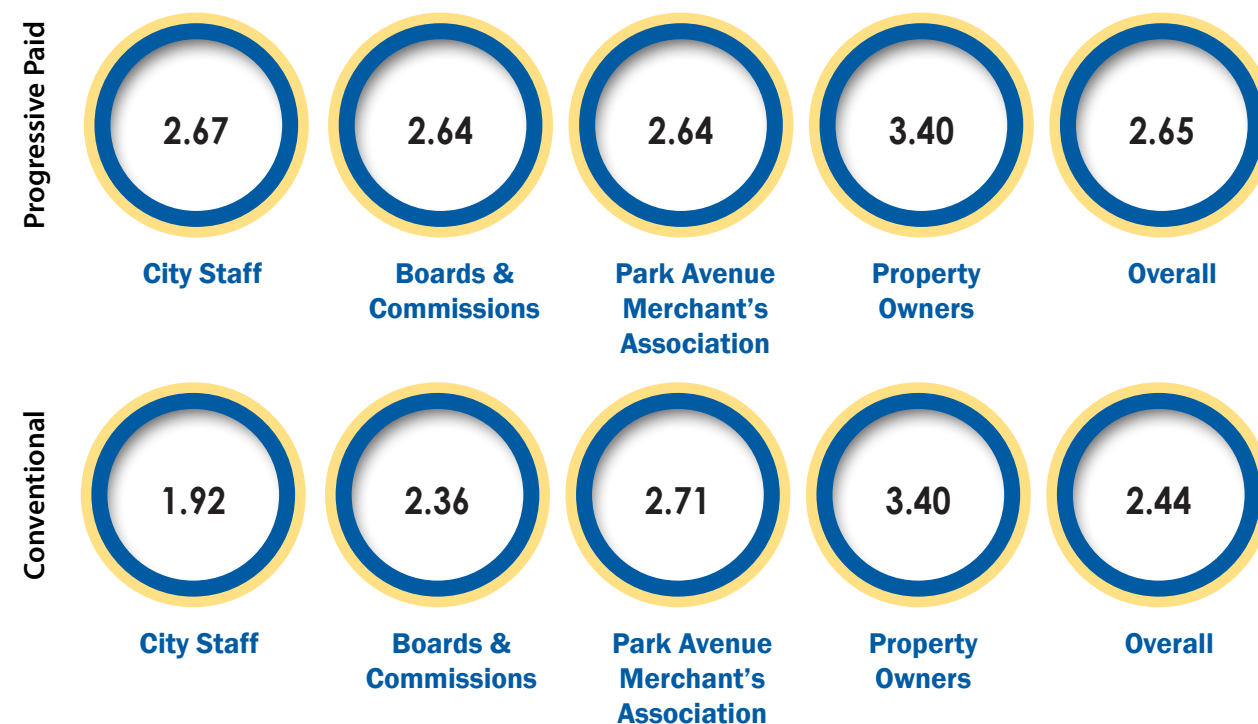 Progressive Paid
2.67
2.64
2.64
3.40
2.65
City Staff
Boards &
Commissions
Park Avenue
Merchant's
Association
Property
Owners
Overall
Conventional
1.92
2.36
2.71
3.40
2.44
City Staff
Boards &
Commissions
Park Avenue
Merchant's
Association
Property
Owners
Overall